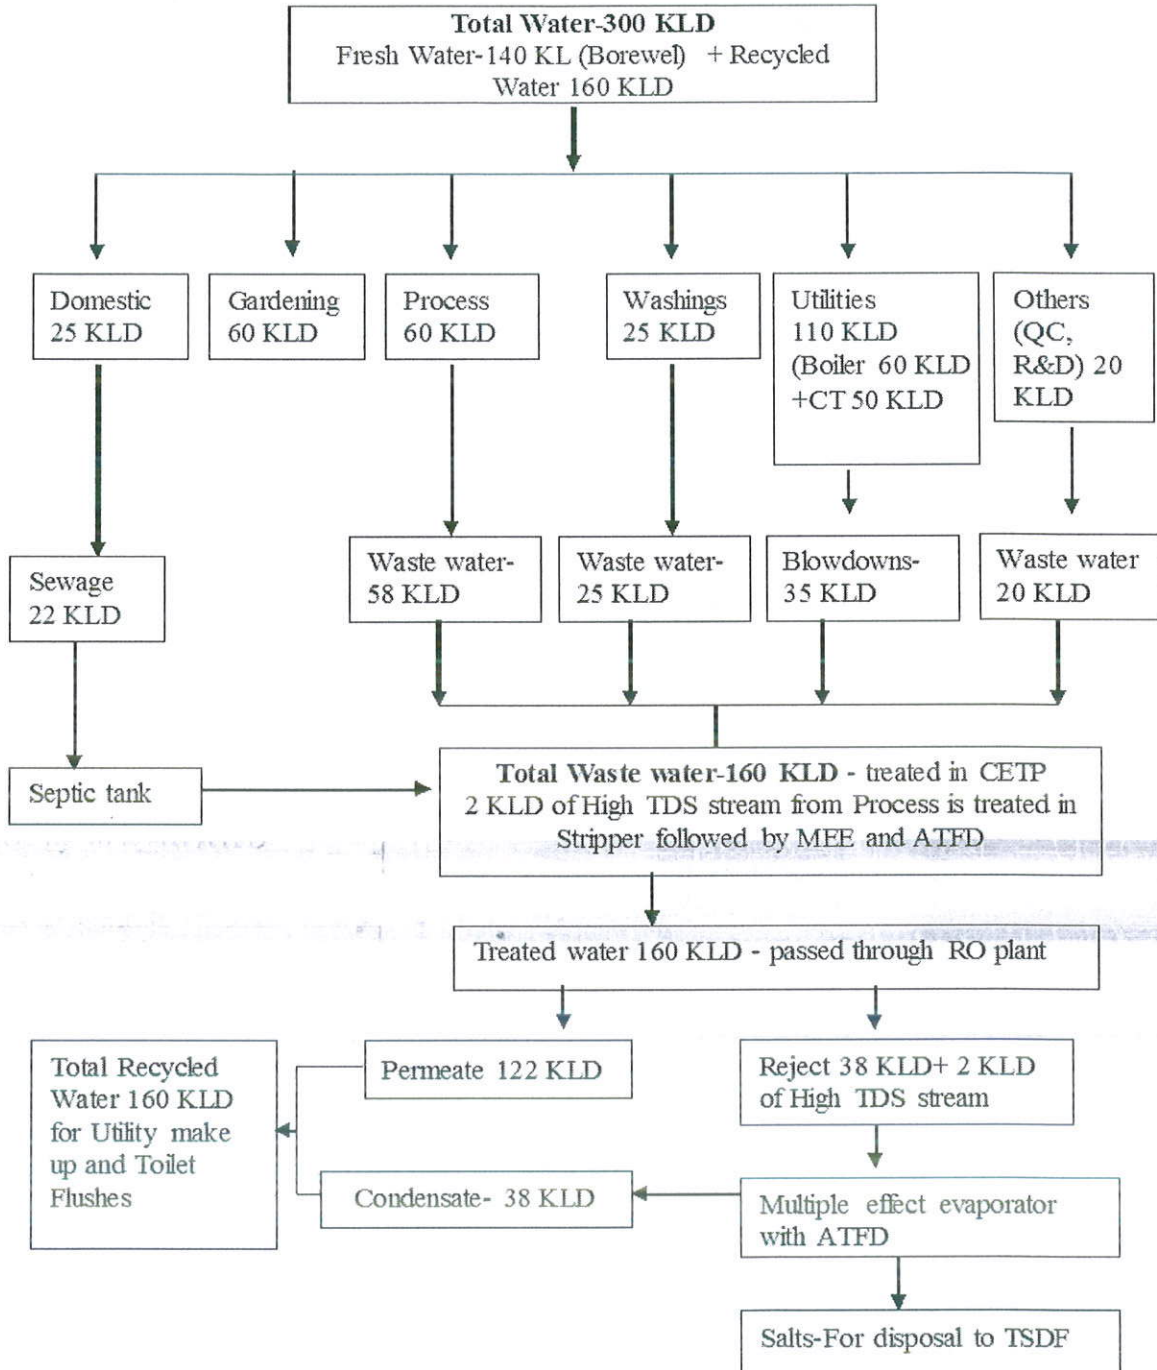 Total Water-300 KLD
Fresh Water-140 KL (Borewel) + Recycled
Water 160 KLD
Domestic
25 KLD
Gardening
60 KLD
Process
60 KLD
Washings
25 KLD
Utilities
110 KLD
(Boiler 60 KLD
+CT 50 KLD
Others
(QC,
R&D) 20
KLD
Sewage
22 KLD
Waste water-
58 KLD
Waste water-
25 KLD
Blowdowns-
35 KLD
Waste water
20 KLD
Septic tank
Total Waste water-160 KLD - treated in CETP
2 KLD of High TDS stream from Process is treated in
Stripper followed by MEE and ATFD
Treated water 160 KLD - passed through RO plant
Total Recycled
Water 160 KLD
for Utility make
up and Toilet
Flushes
Permeate 122 KLD
Reject 38 KLD+ 2 KLD
of High TDS stream
Condensate- 38 KLD
Multiple effect evaporator
with ATFD
Salts-For disposal to TSDF